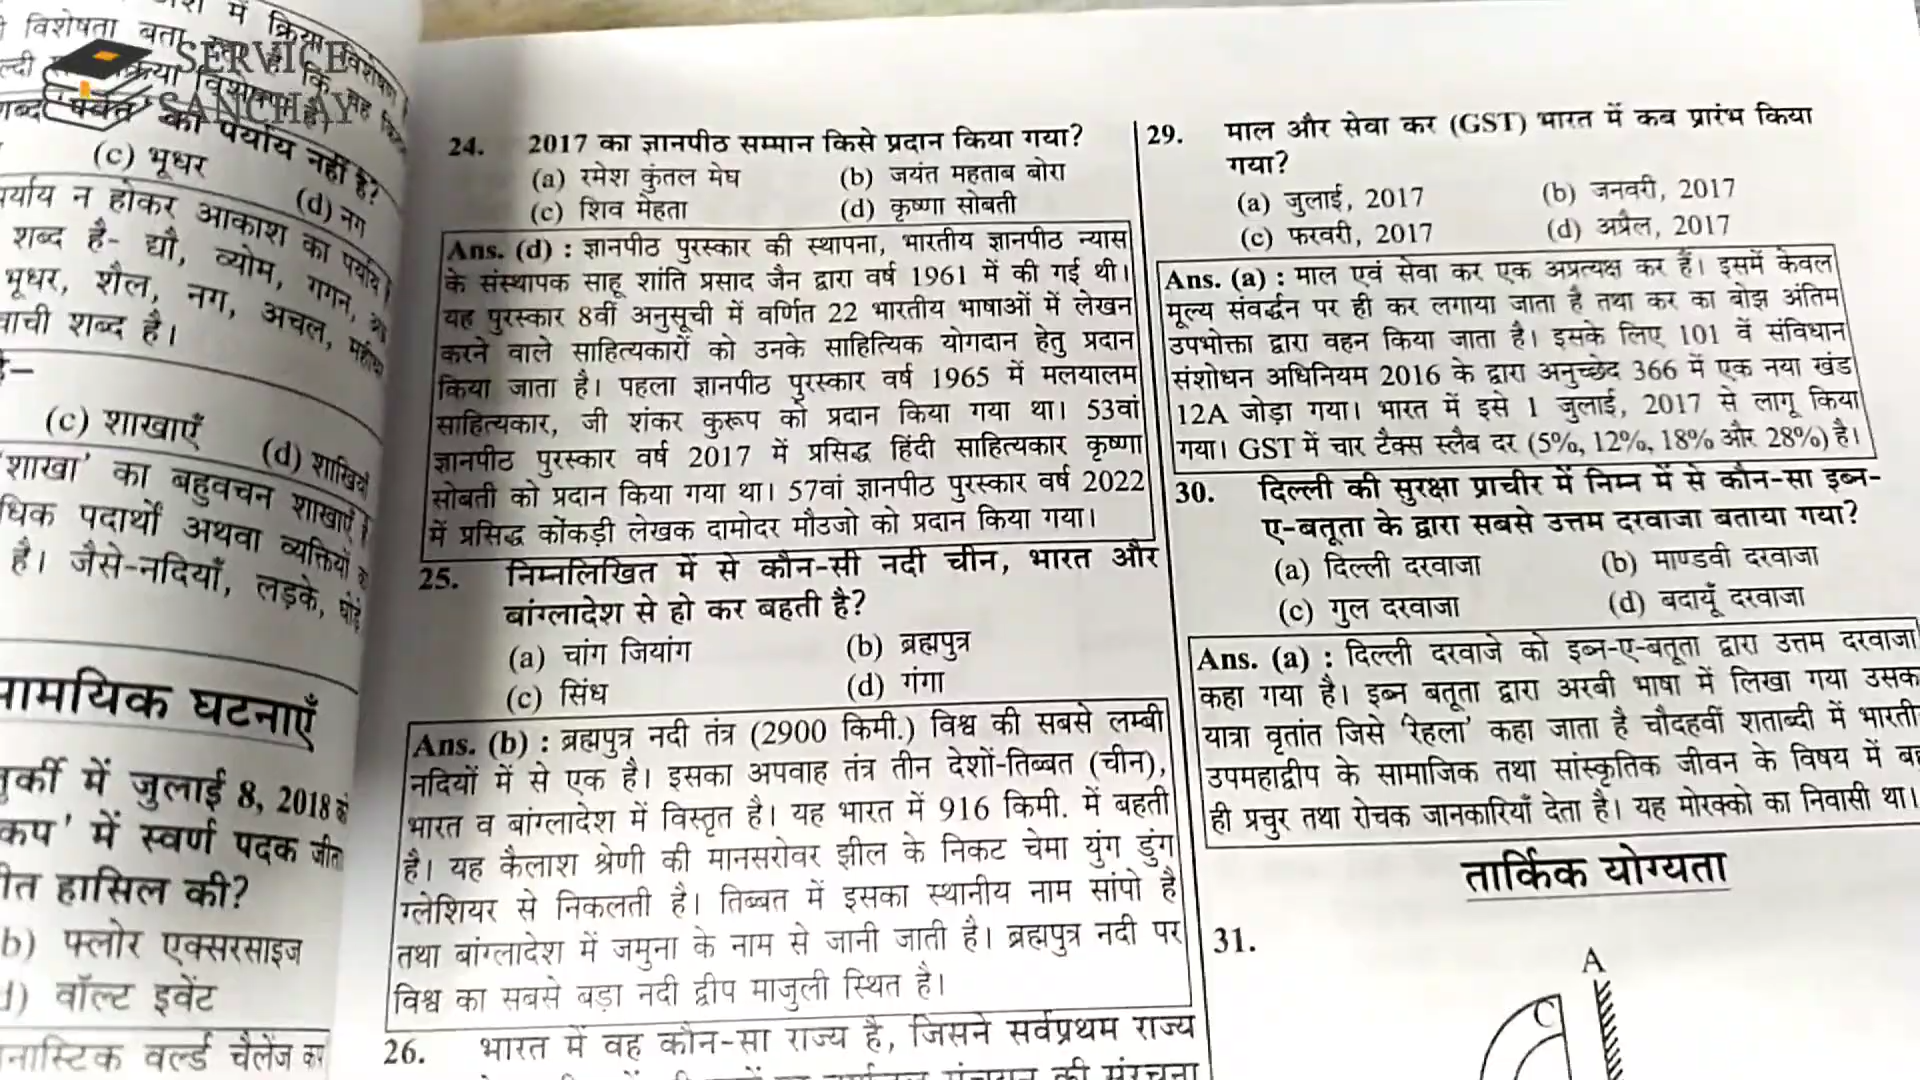 SERVICE
SANCHAY
विशेषता बता
(c) भूधर
(d) नग
पर्याय न होकर आकाश का पर्याय
शब्द है- द्यौ, व्योम, गगन,
भूधर, शैल, नग, अचल,
वाची शब्द है।
(c) शाखाएँ
(d)
'शाखा' का बहुवचन शाखाएँ है
पदार्थों अथवा व्यक्तियों
है। जैसे-नदियाँ, लड़के, घोड़े
घटनाएँ
में जुलाई 8, 2018 को
कप' में स्वर्ण पदक
हासिल की?
b) फ्लोर एक्सरसाइज
d) वॉल्ट इवेंट
वर्ल्ड चैलेंज कप
24. 2017 का ज्ञानपीठ सम्मान किसे प्रदान किया गया?
(a) रमेश कुंतल मेघ (b) जयंत महताब बोरा
(c) शिव मेहता (d) कृष्णा सोबती
Ans. (d) : ज्ञानपीठ पुरस्कार की स्थापना, भारतीय ज्ञानपीठ न्यास
के संस्थापक साहू शांति प्रसाद जैन द्वारा वर्ष 1961 में की गई थी।
यह पुरस्कार 8वीं अनुसूची में वर्णित 22 भारतीय भाषाओं में लेखन
करने वाले साहित्यकारों को उनके साहित्यिक योगदान हेतु प्रदान
किया जाता है। पहला ज्ञानपीठ पुरस्कार वर्ष 1965 में मलयालम
साहित्यकार, जी शंकर कुरूप को प्रदान किया गया था। 53वां
ज्ञानपीठ पुरस्कार वर्ष 2017 में प्रसिद्ध हिंदी साहित्यकार कृष्णा
सोबती को प्रदान किया गया था। 57वां ज्ञानपीठ पुरस्कार वर्ष 2022
में प्रसिद्ध कोंकड़ी लेखक दामोदर मौउजो को प्रदान किया गया।
25. निम्नलिखित में से कौन-सी नदी चीन, भारत और
बांग्लादेश से हो कर बहती है?
(a) चांग जियांग (b) ब्रह्मपुत्र
(c) सिंध (d) गंगा
Ans. (b) : ब्रह्मपुत्र नदी तंत्र (2900 किमी.) विश्व की सबसे लम्बी
नदियों में से एक है। इसका अपवाह तंत्र तीन देशों-तिब्बत (चीन),
भारत व बांग्लादेश में विस्तृत है। यह भारत में 916 किमी. में बहती
है। यह कैलाश श्रेणी की मानसरोवर झील के निकट चेमा युंग डुंग
ग्लेशियर से निकलती है। तिब्बत में इसका स्थानीय नाम सांपो है
तथा बांग्लादेश में जमुना के नाम से जानी जाती है। ब्रह्मपुत्र नदी पर
विश्व का सबसे बड़ा नदी द्वीप माजुली स्थित है।
26. भारत में वह कौन-सा राज्य है, जिसने सर्वप्रथम राज्य
29. माल और सेवा कर (GST) भारत में कब प्रारंभ किया
गया?
(a) जुलाई, 2017 (b) जनवरी, 2017
(c) फरवरी, 2017 (d) अप्रैल, 2017
Ans. (a) : माल एवं सेवा कर एक अप्रत्यक्ष कर है। इसमें केवल
मूल्य संवर्द्धन पर ही कर लगाया जाता है तथा कर का बोझ अंतिम
उपभोक्ता द्वारा वहन किया जाता है। इसके लिए 101 वें संविधान
संशोधन अधिनियम 2016 के द्वारा अनुच्छेद 366 में एक नया खंड
12A जोड़ा गया। भारत में इसे 1 जुलाई, 2017 से लागू किया
गया। GST में चार टैक्स स्लैब दर (5%, 12%, 18% और 28%) है।
30. दिल्ली की सुरक्षा प्राचीर में निम्न में से कौन-सा इब्न-
ए-बतूता के द्वारा सबसे उत्तम दरवाजा बताया गया?
(a) दिल्ली दरवाजा (b) माण्डवी दरवाजा
(c) गुल दरवाजा (d) बदायूँ दरवाजा
Ans. (a) : दिल्ली दरवाजे को इब्न-ए-बतूता द्वारा उत्तम दरवाजा
कहा गया है। इब्न बतूता द्वारा अरबी भाषा में लिखा गया उसक
यात्रा वृतांत जिसे 'रेहला' कहा जाता है चौदहवीं शताब्दी में भारती
उपमहाद्वीप के सामाजिक तथा सांस्कृतिक जीवन के विषय में बह
ही प्रचुर तथा रोचक जानकारियाँ देता है। यह मोरक्को का निवासी था।
तार्किक योग्यता
31.
A